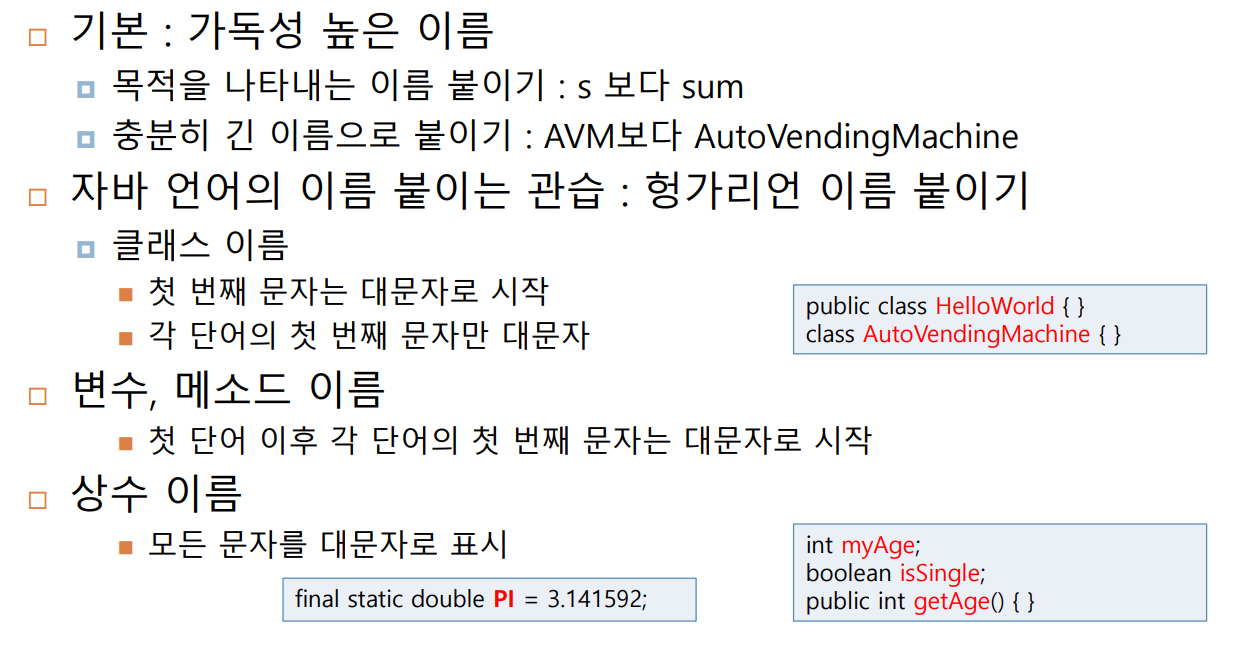 기본 : 가독성 높은 이름
목적을 나타내는 이름 붙이기 : s 보다 sum
충분히 긴 이름으로 붙이기 : AVM보다 AutoVendingMachine
자바 언어의 이름 붙이는 관습 : 헝가리언 이름 붙이기
클래스 이름
첫 번째 문자는 대문자로 시작
각 단어의 첫 번째 문자만 대문자
public class HelloWorld { }
class AutoVendingMachine { }
변수, 메소드 이름
첫 단어 이후 각 단어의 첫 번째 문자는 대문자로 시작
상수 이름
모든 문자를 대문자로 표시
int myAge;
boolean isSingle;
public int getAge() { }
final static double PI = 3.141592;